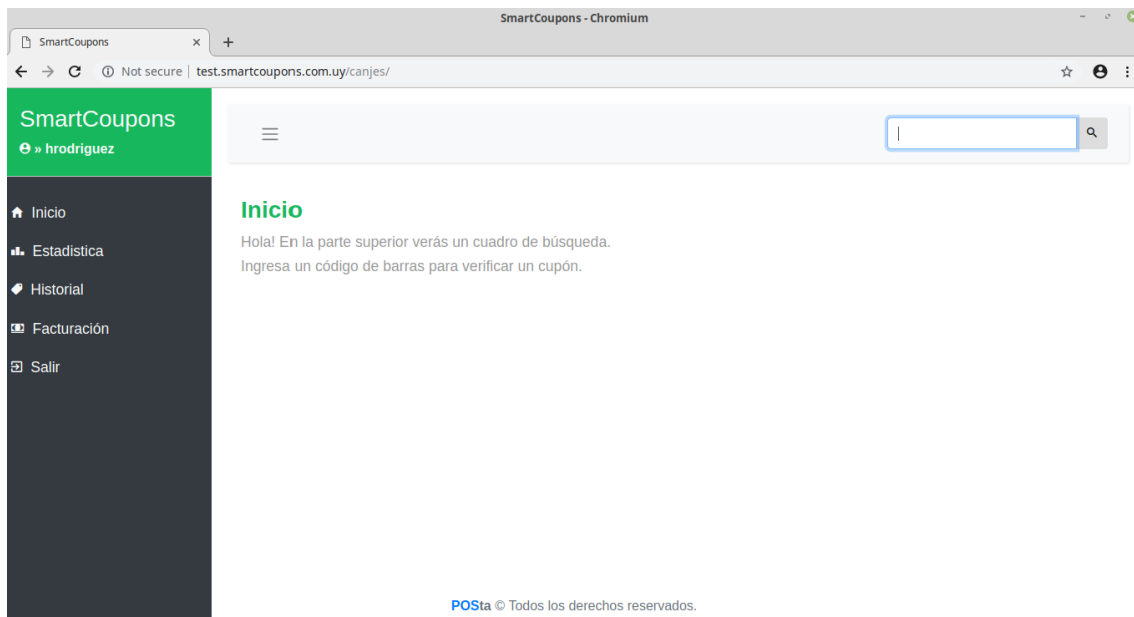 SmartCoupons - Chromium
SmartCoupons
Not secure | test.smartcoupons.com.uy/canjes/
SmartCoupons
» hrodriguez
Inicio
Estadistica
Historial
Facturación
Salir
Inicio
Hola! En la parte superior verás un cuadro de búsqueda.
Ingresa un código de barras para verificar un cupón.
POSta © Todos los derechos reservados.